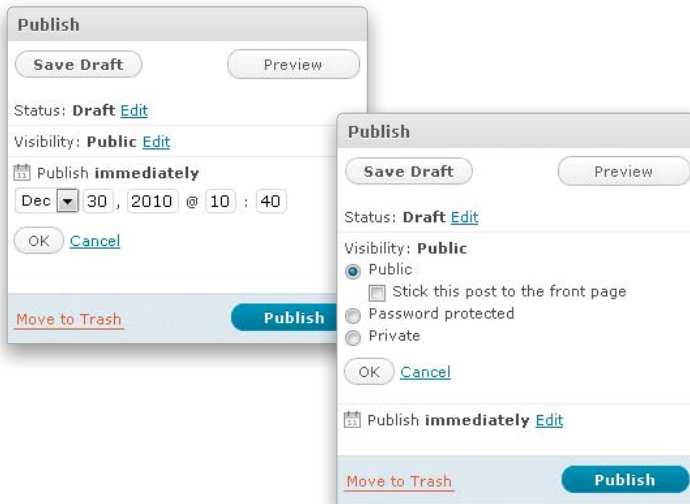 Publish
Save Draft Preview
Status: Draft Edit
Visibility: Public Edit
11 Publish immediately
Dec 30 , 2010 @ 10 : 40
OK Cancel
Move to Trash Publish
Publish
Save Draft Preview
Status: Draft Edit
Visibility: Public
Public
Stick this post to the front page
Password protected
Private
OK Cancel
11 Publish immediately Edit
Move to Trash Publish